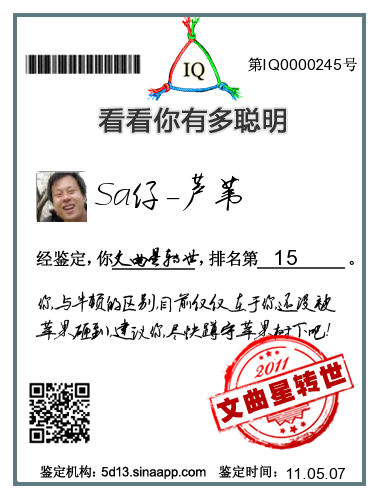 IQ
第IQ0000245号
看看你有多聪明
Sa仔-芦苇
经鉴定,你文曲星转世,排名第 15 。
你与牛顿的区别,目前仅仅在于你还没被
苹果砸到,建议你尽快蹲守苹果树下吧!
2011
文曲星转世
鉴定机构:5d13.sinaapp.com 鉴定时间:11.05.07